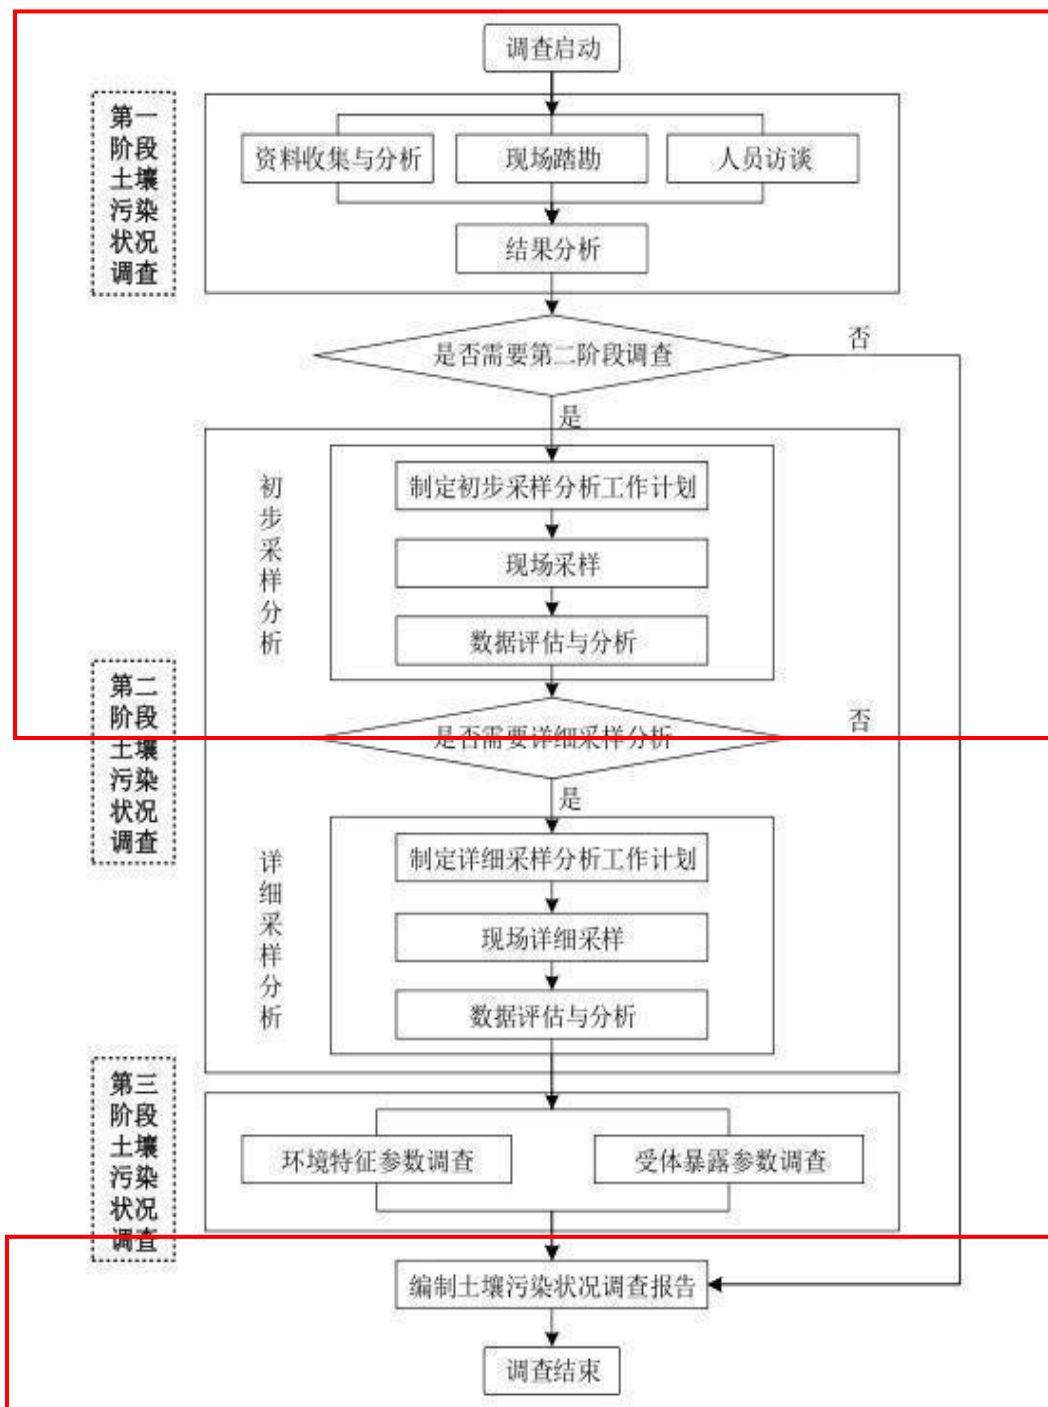 调查启动
第一
阶段
土壤
污染
状况
调查
资料收集与分析
现场踏勘
人员访谈
结果分析
是否需要第二阶段调查
否
是
初
步
采
样
分
析
制定初步采样分析工作计划
现场采样
数据评估与分析
第二
阶段
土壤
污染
状况
调查
是否需要详细采样分析
否
是
详
细
采
样
分
析
制定详细采样分析工作计划
现场详细采样
数据评估与分析
第三
阶段
土壤
污染
状况
调查
环境特征参数调查
受体暴露参数调查
编制土壤污染状况调查报告
调查结束